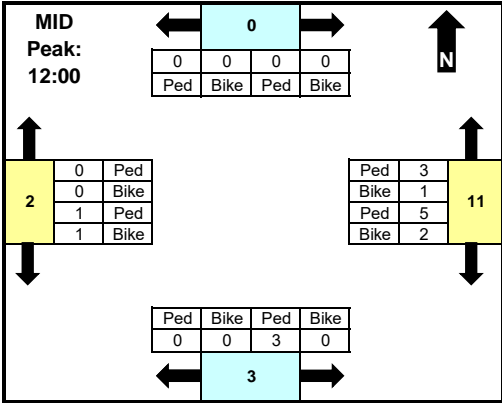 MID
Peak:
12:00
0
0 0 0 0
Ped Bike Ped Bike
N
2
0 Ped
0 Bike
1 Ped
1 Bike
Ped 3
Bike 1
Ped 5
Bike 2
11
Ped Bike Ped Bike
0 0 3 0
3